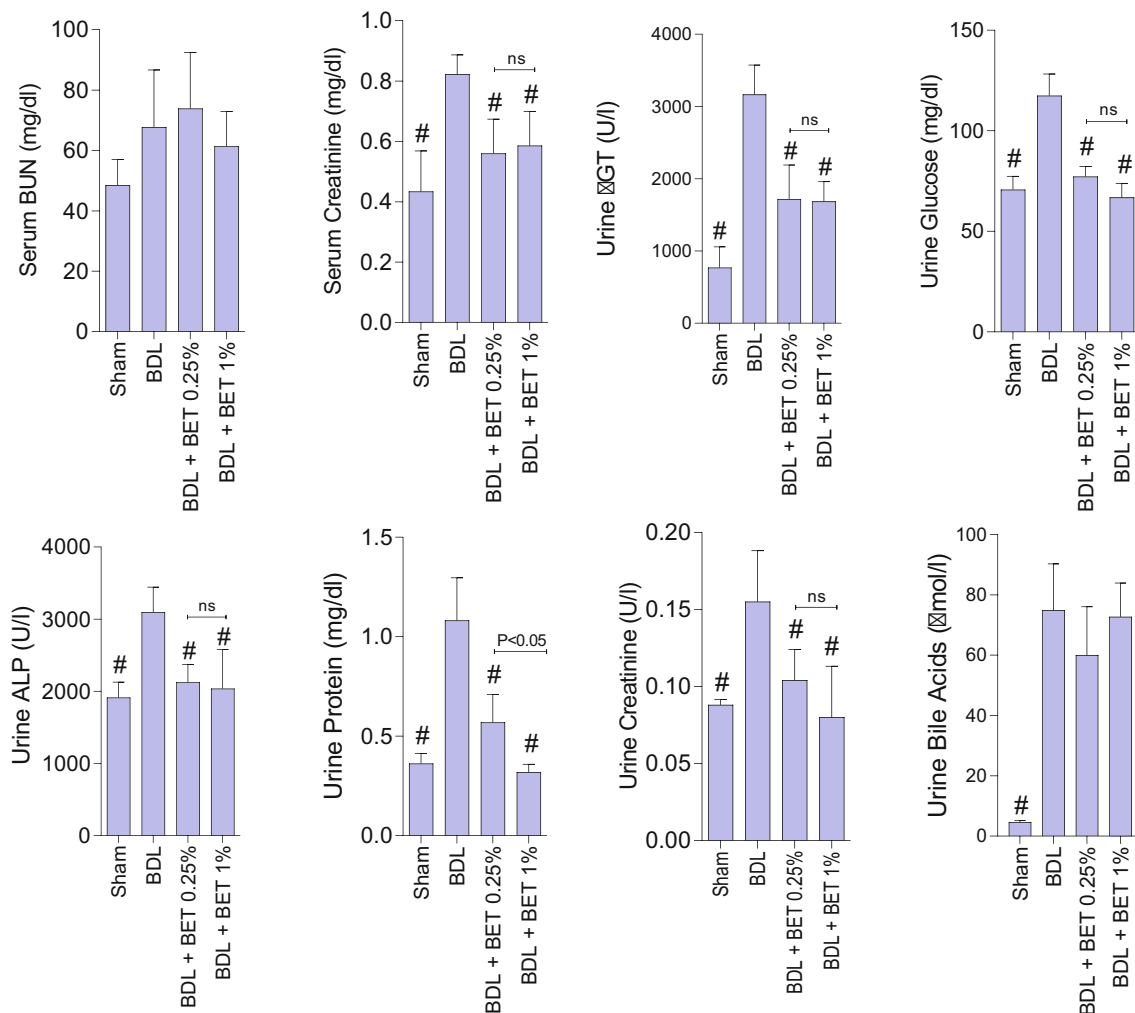 Serum BUN (mg/dl)
100
80
60
40
20
0
Sham
BDL
BDL + BET 0.25%
BDL + BET 1%
Serum Creatinine (mg/dl)
1.0
0.8
0.6
0.4
0.2
0.0
#
#
#
ns
Sham
BDL
BDL + BET 0.25%
BDL + BET 1%
Urine GT (U/l)
4000
3000
2000
1000
0
#
#
#
ns
Sham
BDL
BDL + BET 0.25%
BDL + BET 1%
Urine Glucose (mg/dl)
150
100
50
0
#
#
#
ns
Sham
BDL
BDL + BET 0.25%
BDL + BET 1%
Urine ALP (U/l)
4000
3000
2000
1000
0
#
#
#
ns
Sham
BDL
BDL + BET 0.25%
BDL + BET 1%
Urine Protein (mg/dl)
1.5
1.0
0.5
0.0
#
#
#
P<0.05
Sham
BDL
BDL + BET 0.25%
BDL + BET 1%
Urine Creatinine (U/l)
0.20
0.15
0.10
0.05
0.00
#
#
#
ns
Sham
BDL
BDL + BET 0.25%
BDL + BET 1%
Urine Bile Acids (mol/l)
100
80
60
40
20
0
#
Sham
BDL
BDL + BET 0.25%
BDL + BET 1%